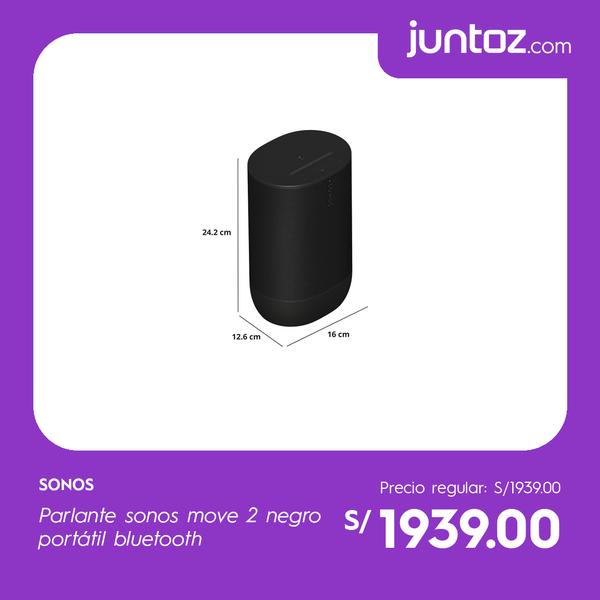 juntoz.com
24.2 cm
12.6 cm
16 cm
SONOS
Parlante sonos move 2 negro
portátil bluetooth
Precio regular: S/1939.00
S/ 1939.00